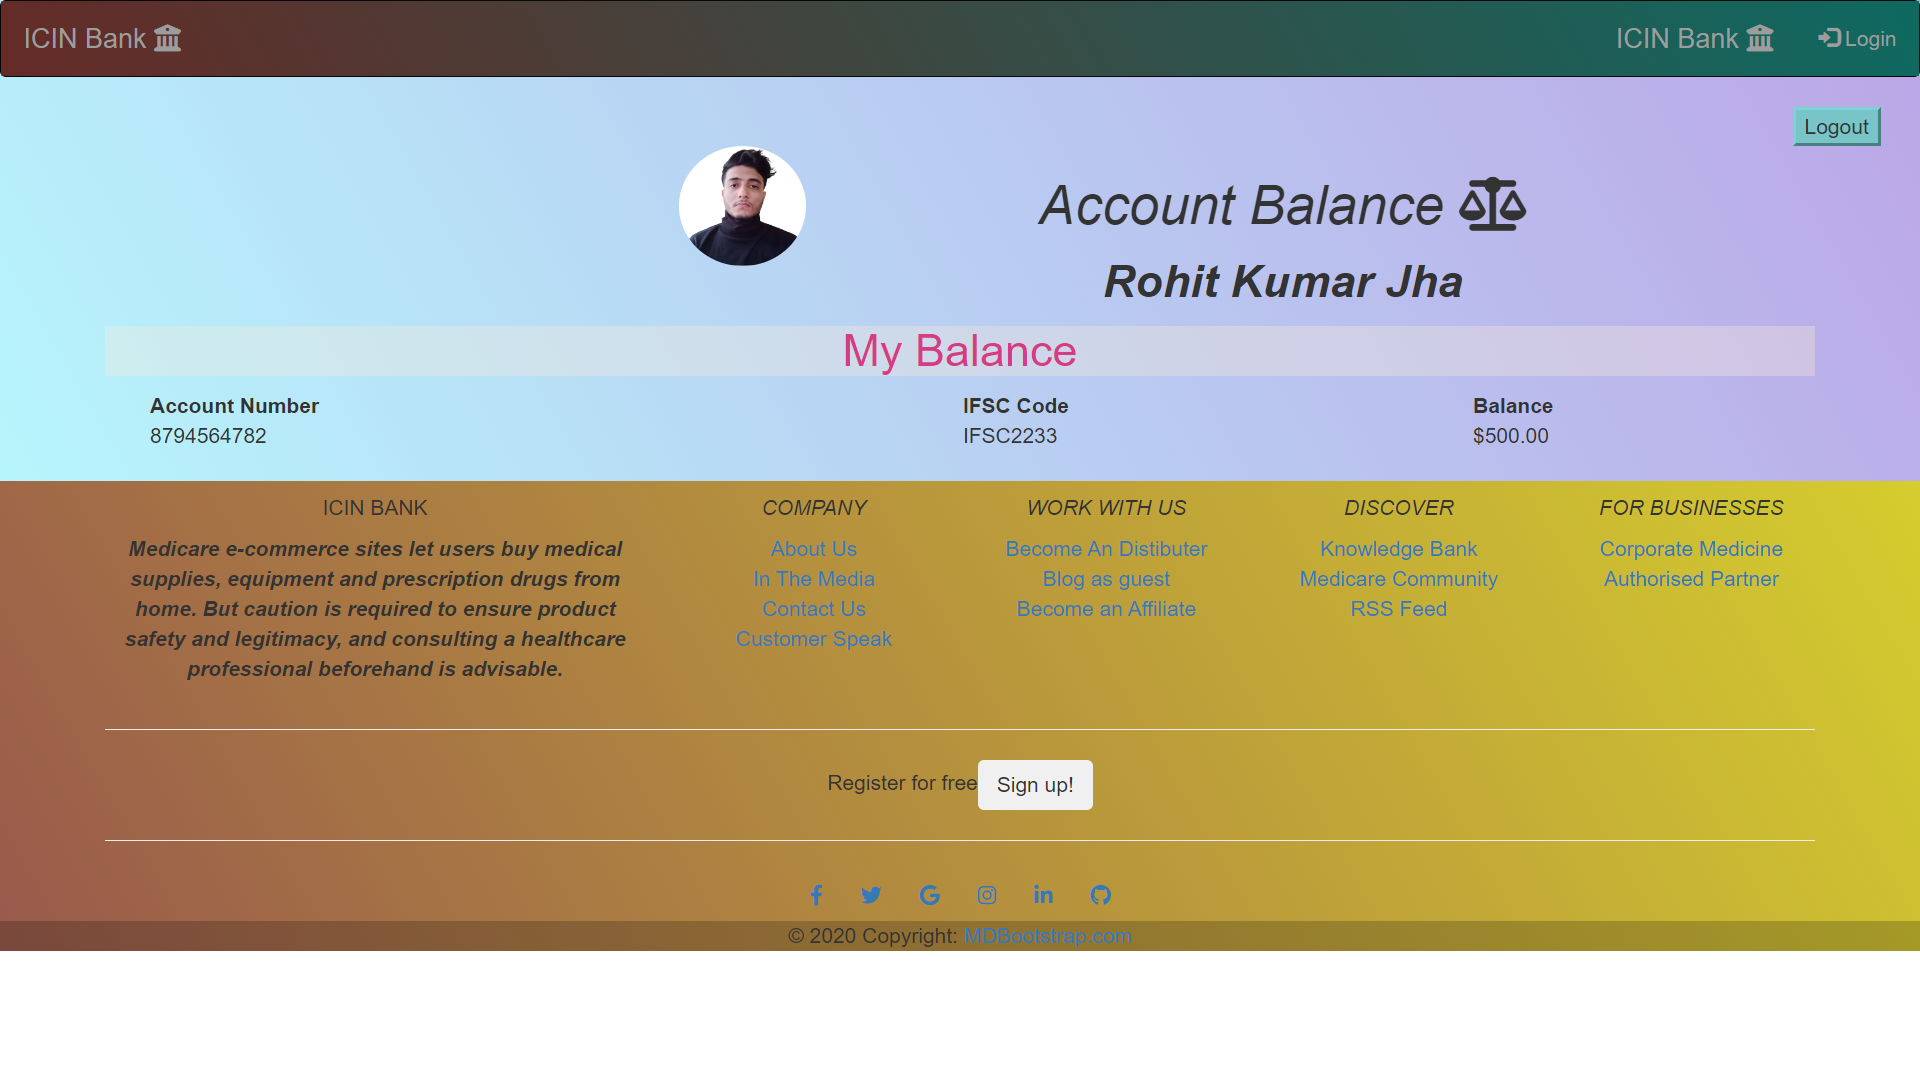 ICIN Bank
ICIN Bank
Login
Logout
Account Balance
Rohit Kumar Jha
My Balance
Account Number IFSC Code Balance
8794564782 IFSC2233 $500.00
ICIN BANK
Medicare e-commerce sites let users buy medical
supplies, equipment and prescription drugs from
home. But caution is required to ensure product
safety and legitimacy, and consulting a healthcare
professional beforehand is advisable.
COMPANY
About Us
In The Media
Contact Us
Customer Speak
WORK WITH US
Become An Distibuter
Blog as guest
Become an Affiliate
DISCOVER
Knowledge Bank
Medicare Community
RSS Feed
FOR BUSINESSES
Corporate Medicine
Authorised Partner
Register for free Sign up!
© 2020 Copyright: MDBootstrap.com